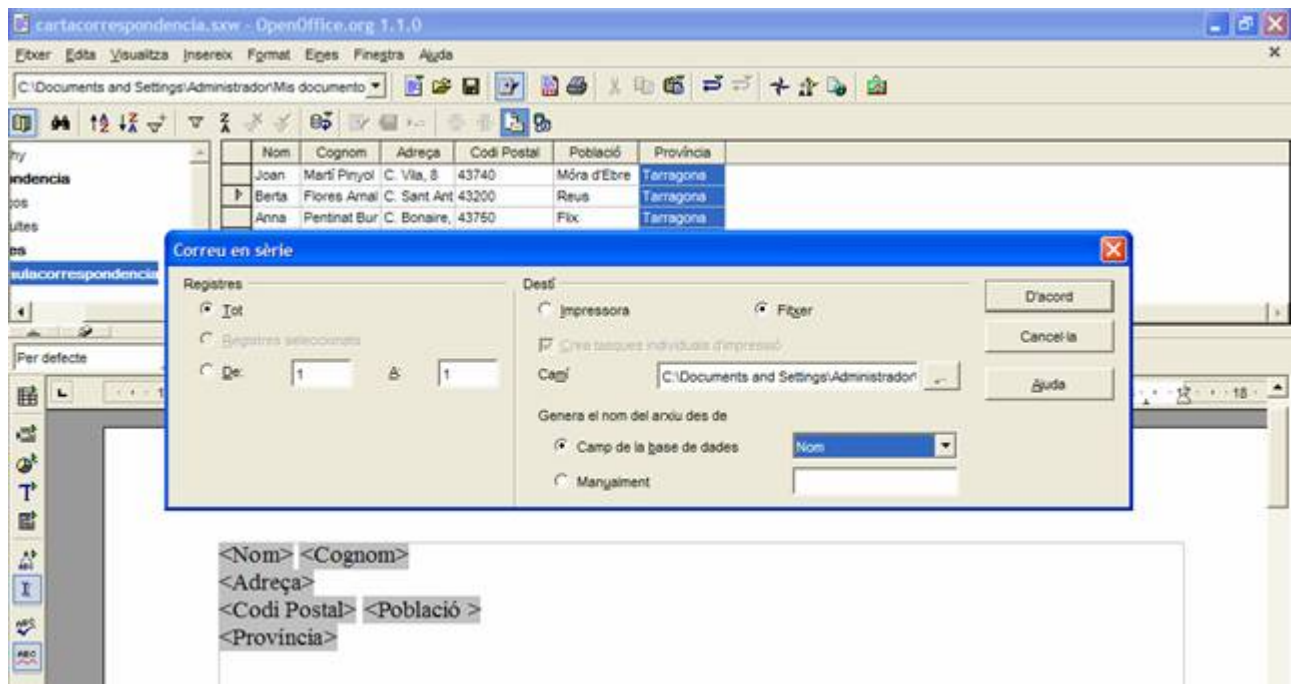 cartacorrespondencia.sxw - OpenOffice.org 1.1.0
Fitxer Edita Visualitza Insereix Format Eines Finestra Ajuda
C:\Documents and Settings\Administrador\Mis documento
Nom Cognom Adreça Codi Postal Població Província
hy
Joan Martí Pinyol C. Vila, 8 43740 Móra d'Ebre Tarragona
ndencia
Berta Flores Arnal C. Sant Ant 43200 Reus Tarragona
Anna Pentinat Bur C. Bonaire, 43750 Flix Tarragona
es
ulacorrespondencia
Correu en sèrie
Registres
Tot
Registres seleccionats
De: 1 A: 1
Destí
Impressora Fitxer
Crea tasques individuals d'impressió
Camí C:\Documents and Settings\Administrador\ ...
Genera el nom del arxiu des de
Camp de la base de dades Nom
Manualment
D'acord
Cancel·la
Ajuda
Per defecte
18
<Nom> <Cognom>
<Adreça>
<Codi Postal> <Població >
<Província>